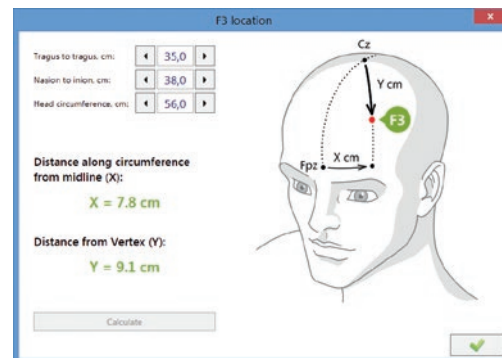 F3 location
Tragus to tragus, cm: 35,0
Nasion to inion, cm: 38,0
Head circumference, cm: 56,0
Distance along circumference
from midline (X):
X = 7.8 cm
Distance from Vertex (Y):
Y = 9.1 cm
Calculate
Cz
Y cm
F3
X cm
Fpz